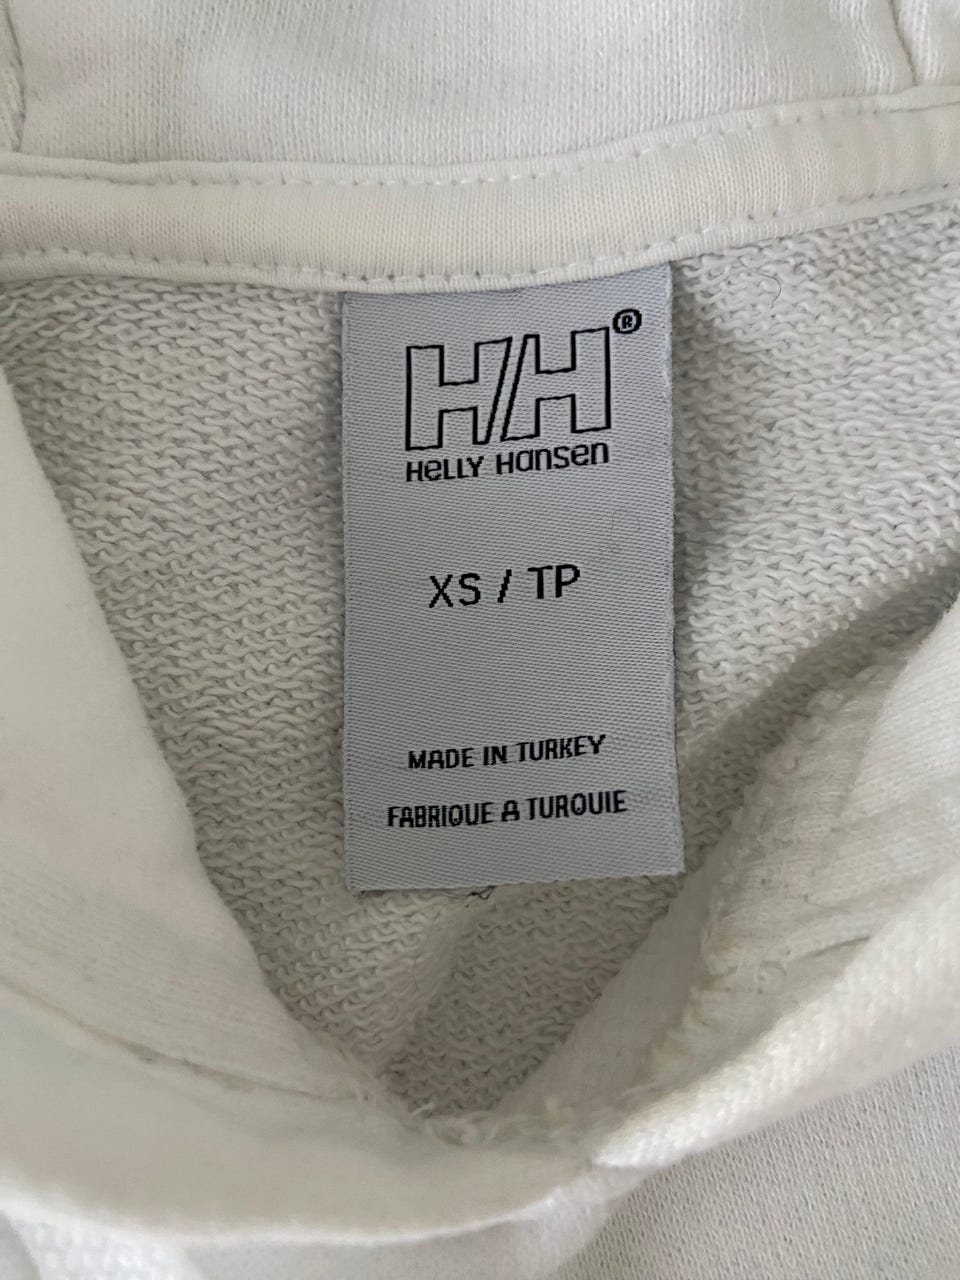 HH®
Helly Hansen
XS / TP
MADE IN TURKEY
FABRIQUE A TURQUIE